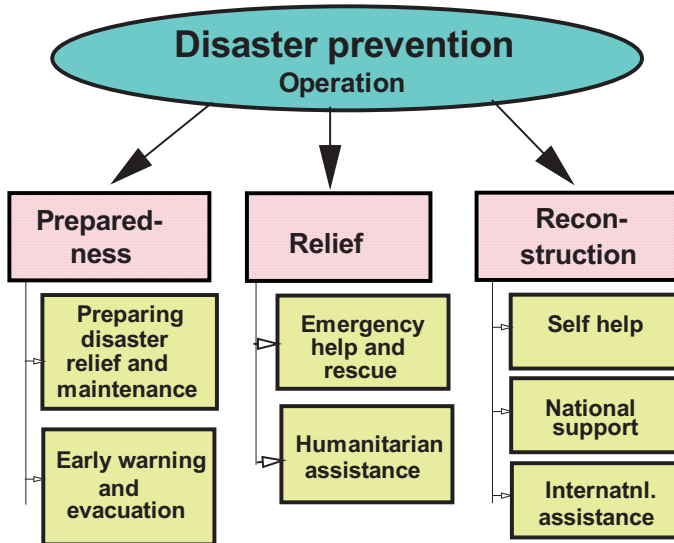 Disaster prevention
Operation
Prepared-
ness
Preparing
disaster
relief and
maintenance
Early warning
and
evacuation
Relief
Emergency
help and
rescue
Humanitarian
assistance
Recon-
struction
Self help
National
support
Internatnl.
assistance